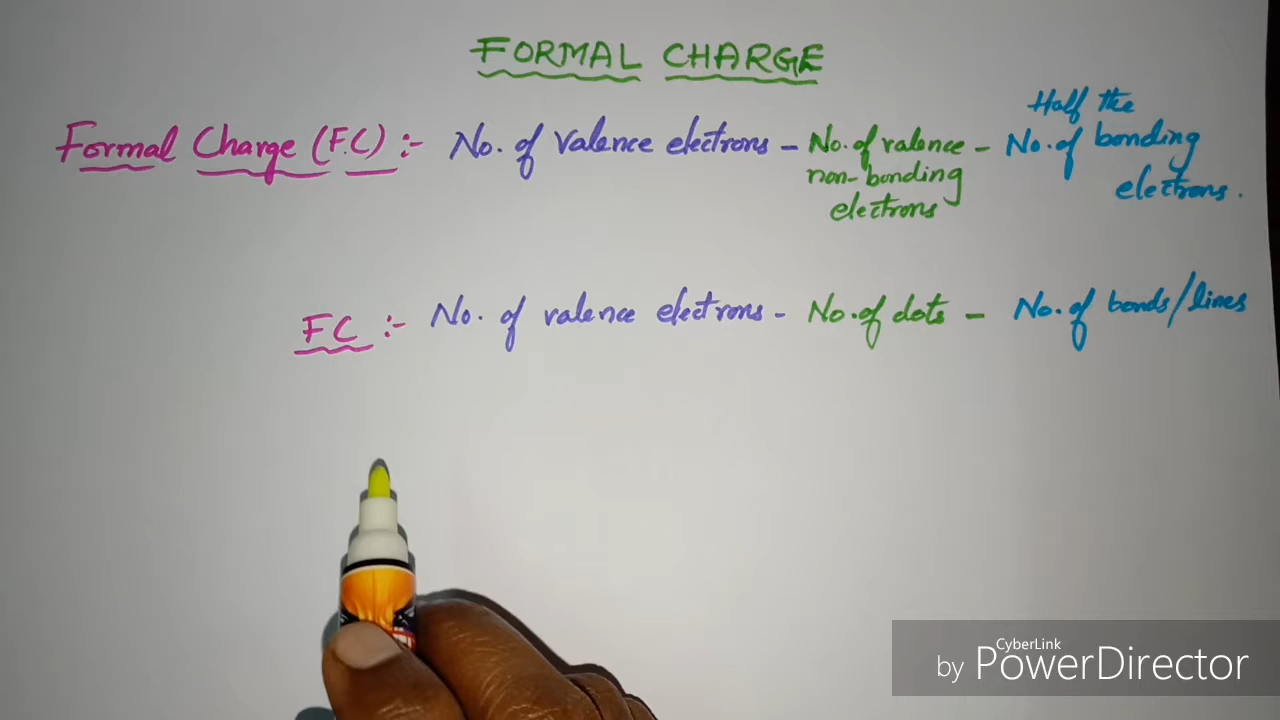 FORMAL CHARGE
Formal Charge (F.C) :- No. of Valence electrons - No. of valence non-bonding electrons - Half the No. of bonding electrons.
FC :- No. of valence electrons - No. of dots - No. of bonds/lines
CyberLink
by PowerDirector